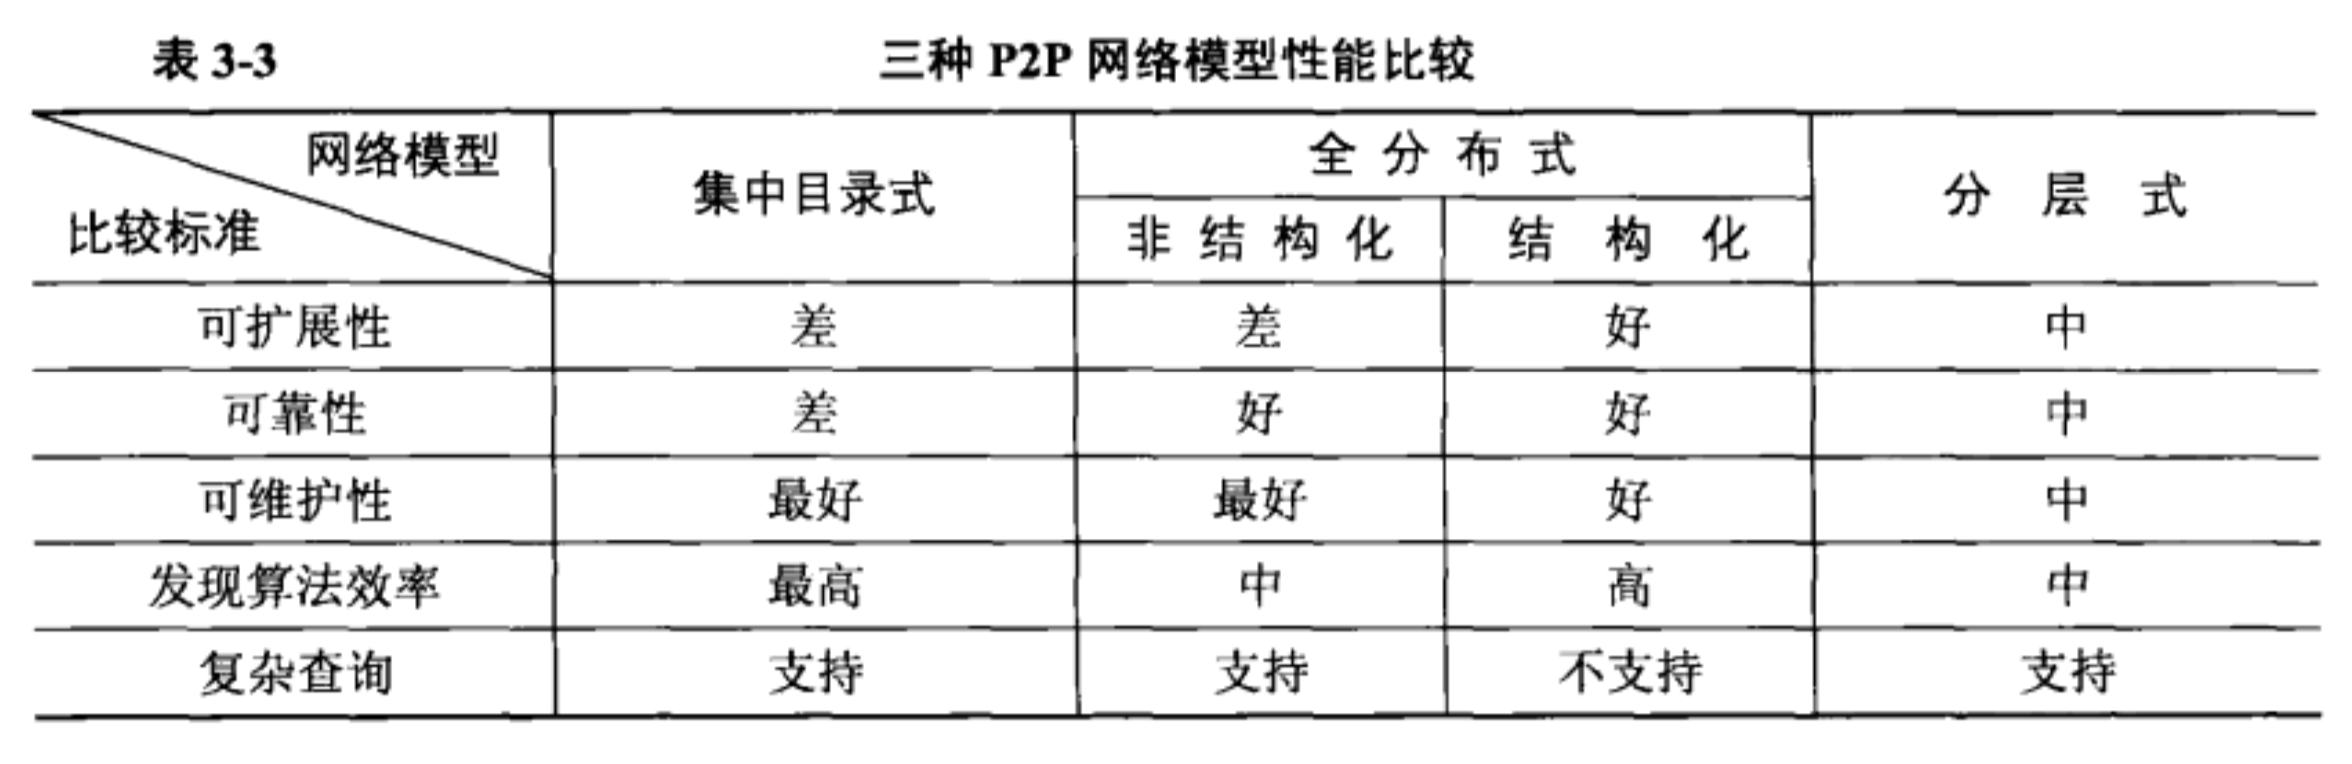 表 3-3 三种 P2P 网络模型性能比较
网络模型 集中目录式 全分布式 分层式
比较标准 非结构化 结构化
可扩展性 差 差 好 中
可靠性 差 好 好 中
可维护性 最好 最好 好 中
发现算法效率 最高 中 高 中
复杂查询 支持 支持 不支持 支持